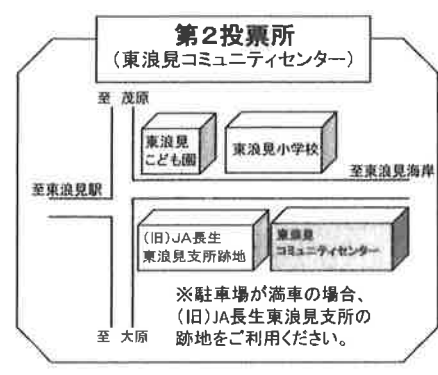 第２投票所
（東浪見コミュニティセンター）
至 茂原
東浪見
こども園
東浪見小学校
至東浪見海岸
至東浪見駅
（旧）ＪＡ長生
東浪見支所跡地
東浪見
コミュニティセンター
※駐車場が満車の場合、
（旧）ＪＡ長生東浪見支所の
跡地をご利用ください。
至 大原